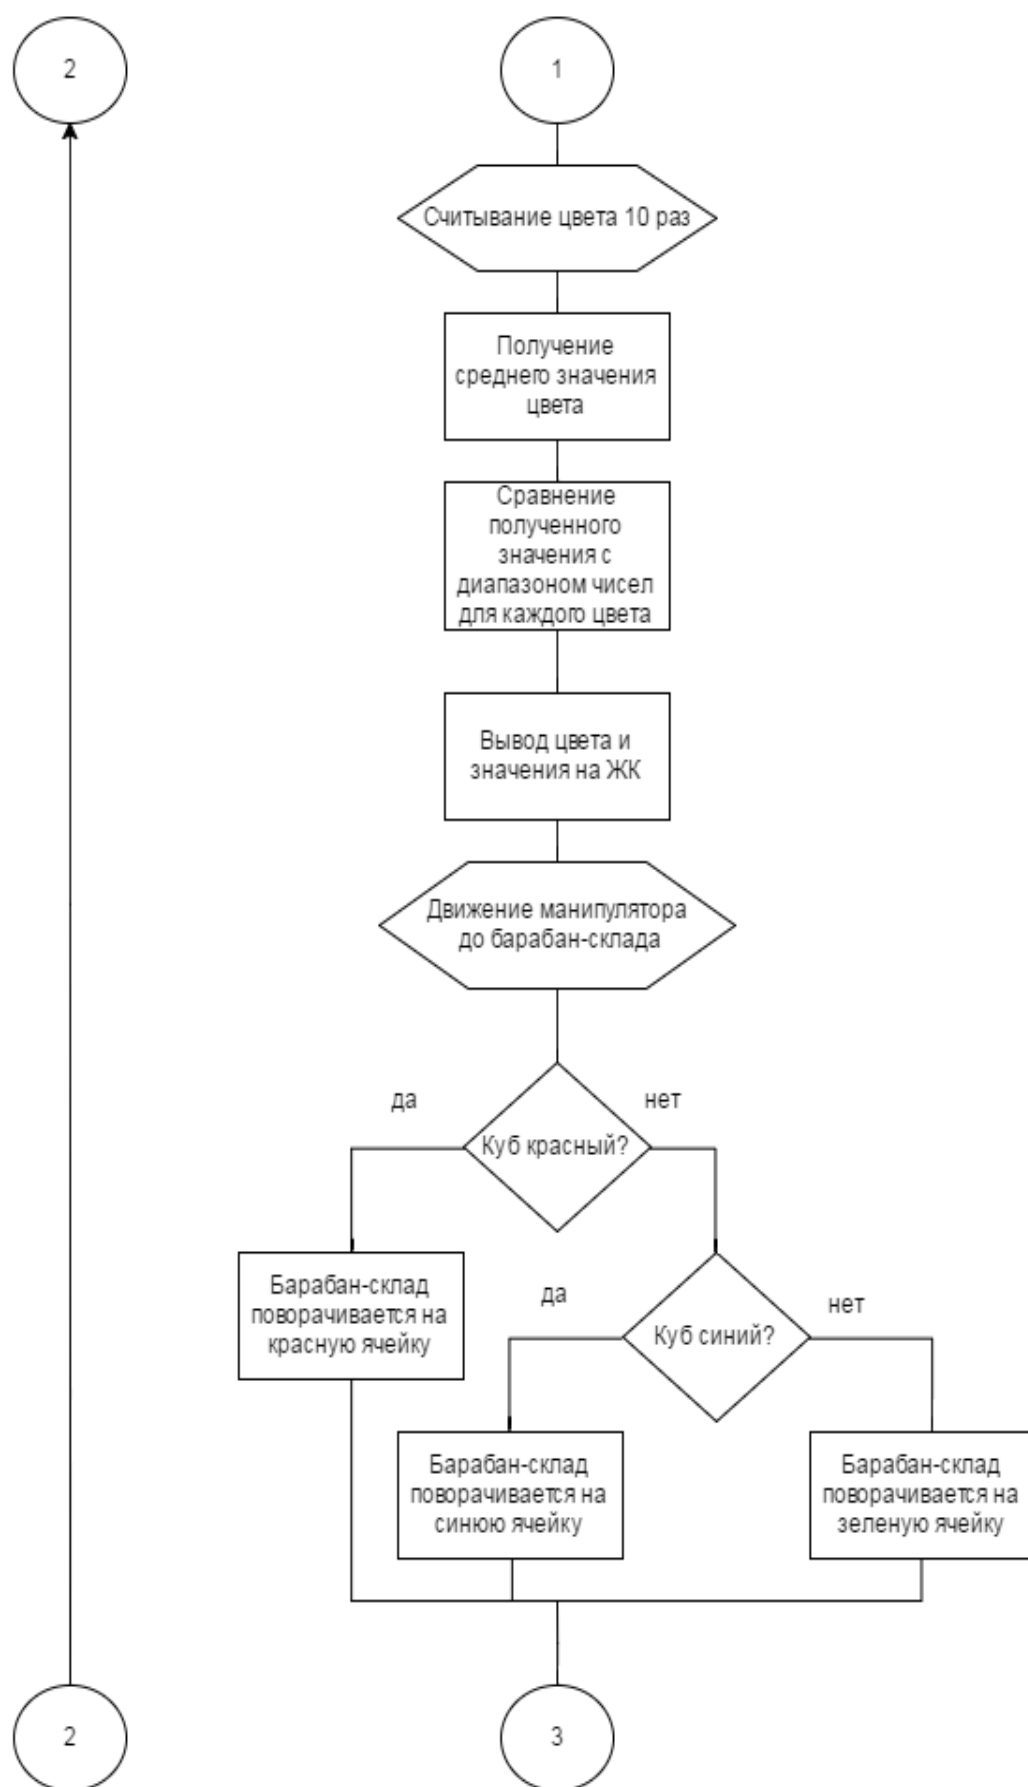 2
1
Считывание цвета 10 раз
Получение
среднего значения
цвета
Сравнение
полученного
значения с
диапазоном чисел
для каждого цвета
Вывод цвета и
значения на ЖК
Движение манипулятора
до барабан-склада
да
нет
Куб красный?
Барабан-склад
поворачивается на
красную ячейку
да
нет
Куб синий?
Барабан-склад
поворачивается на
синюю ячейку
Барабан-склад
поворачивается на
зеленую ячейку
2
3